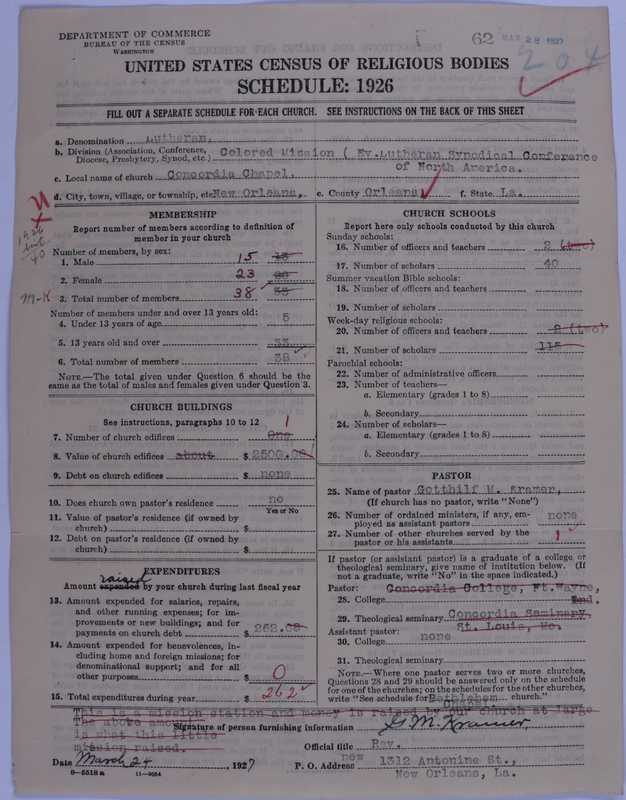 DEPARTMENT OF COMMERCE
BUREAU OF THE CENSUS
WASHINGTON
62
MAR 28 1927
204
UNITED STATES CENSUS OF RELIGIOUS BODIES
SCHEDULE: 1926
FILL OUT A SEPARATE SCHEDULE FOR EACH CHURCH. SEE INSTRUCTIONS ON THE BACK OF THIS SHEET
a. Denomination Lutheran,
b. Division (Association, Conference, Diocese, Presbytery, Synod, etc.) Colored Mission ( Ev. Lutheran Synodical Conference
of North America.
c. Local name of church Concordia Chapel,
d. City, town, village, or township, etc. New Orleans, e. County Orleans, f. State La.
MEMBERSHIP
Report number of members according to definition of
member in your church
Number of members, by sex:
1. Male 15
2. Female 23
3. Total number of members 38
M-K
Number of members under and over 13 years old:
4. Under 13 years of age 5
5. 13 years old and over 33
6. Total number of members 38
NOTE.—The total given under Question 6 should be
same as the total of males and females given under Question 3.
CHURCH BUILDINGS
See instructions, paragraphs 10 to 12
7. Number of church edifices One 1
8. Value of church edifices about $ 2500.00
9. Debt on church edifices $ none
10. Does church own pastor's residence no
Yes or No
11. Value of pastor's residence (if owned by
church) $
12. Debt on pastor's residence (if owned by
church) $
EXPENDITURES
raised
Amount expended by your church during last fiscal year
13. Amount expended for salaries, repairs,
and other running expenses; for im-
provements or new buildings; and for
payments on church debt $ 262.08
14. Amount expended for benevolences, in-
cluding home and foreign missions; for
denominational support; and for all
other purposes $ 0
15. Total expenditures during year $ 262
CHURCH SCHOOLS
Report here only schools conducted by this church
Sunday schools:
16. Number of officers and teachers 2 (two)
17. Number of scholars 40
Summer vacation Bible schools:
18. Number of officers and teachers
19. Number of scholars
Week-day religious schools:
20. Number of officers and teachers 2 (two)
21. Number of scholars 115
Parochial schools:
22. Number of administrative officers
23. Number of teachers—
a. Elementary (grades 1 to 8)
b. Secondary
24. Number of scholars—
a. Elementary (grades 1 to 8)
b. Secondary
PASTOR
25. Name of pastor Gotthilf M. Kramer,
(If church has no pastor, write "None")
26. Number of ordained ministers, if any, em-
ployed as assistant pastors none
27. Number of other churches served by the
pastor or his assistants 1
If pastor (or assistant pastor) is a graduate of a college or
theological seminary, give name of institution below. (If
not a graduate, write "No" in the space indicated.)
Pastor:
28. College Concordia College, Ft. Wayne,
Ind.
29. Theological seminary Concordia Seminary,
St. Louis, Mo.
Assistant pastor:
30. College none
31. Theological seminary
NOTE.—Where one pastor serves two or more churches,
Questions 28 and 29 should be answered only on the schedule
for one of the churches; on the schedules for the other churches,
write "See schedule for Bethlehem church."
This is a mission station and money is raised by our church at large
The above amount
is what this little
mission raised.
Signature of person furnishing information G. M. Kramer,
Official title Rev.
Date March 24, 1927
P. O. Address new 1312 Antonine St.,
New Orleans, La.
8—5518 a 11—9084